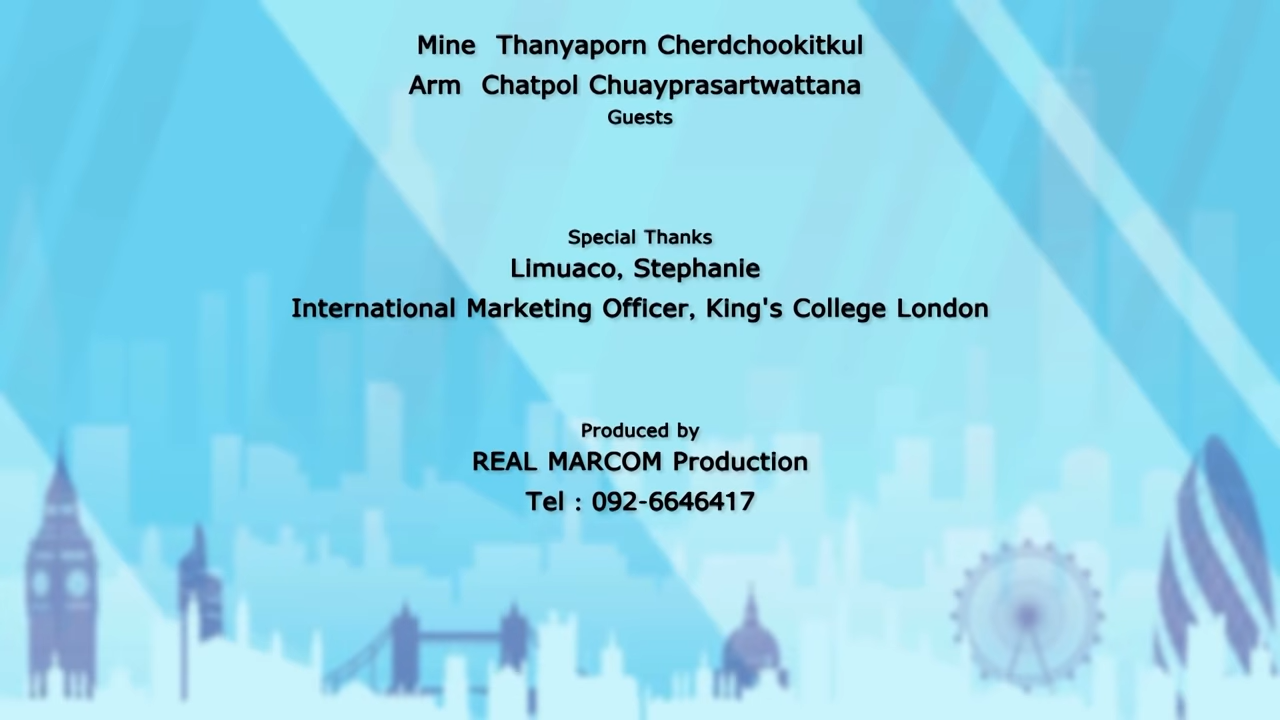 Mine Thanyaporn Cherdchookitkul
Arm Chatpol Chuayprasartwattana
Guests
Special Thanks
Limuaco, Stephanie
International Marketing Officer, King's College London
Produced by
REAL MARCOM Production
Tel : 092-6646417